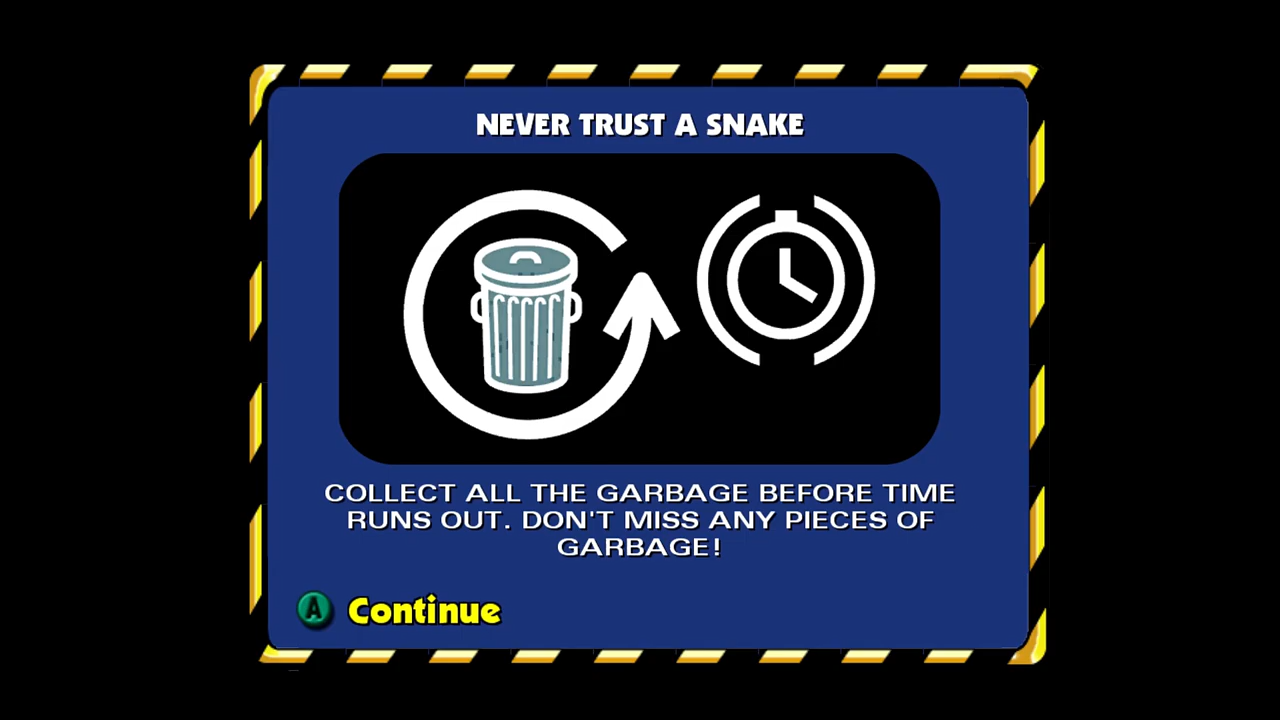 NEVER TRUST A SNAKE
COLLECT ALL THE GARBAGE BEFORE TIME
RUNS OUT. DON'T MISS ANY PIECES OF
GARBAGE!
A Continue